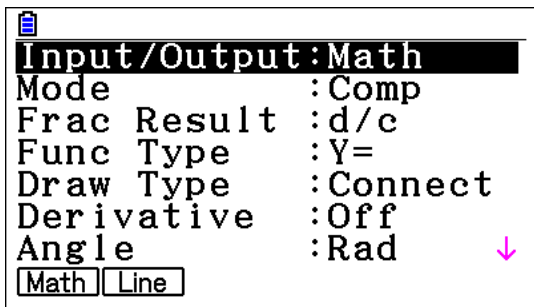 Input/Output:Math
Mode :Comp
Frac Result :d/c
Func Type :Y=
Draw Type :Connect
Derivative :Off
Angle :Rad ↓
Math Line